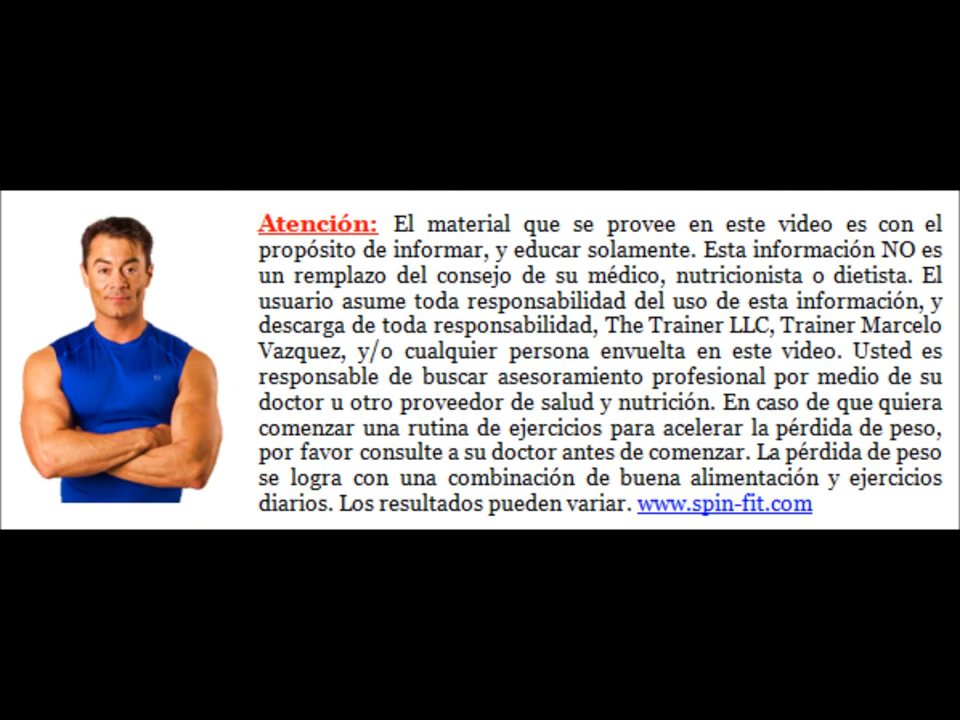 Atención: El material que se provee en este video es con el
propósito de informar, y educar solamente. Esta información NO es
un remplazo del consejo de su médico, nutricionista o dietista. El
usuario asume toda responsabilidad del uso de esta información, y
descarga de toda responsabilidad, The Trainer LLC, Trainer Marcelo
Vazquez, y/o cualquier persona envuelta en este video. Usted es
responsable de buscar asesoramiento profesional por medio de su
doctor u otro proveedor de salud y nutrición. En caso de que quiera
comenzar una rutina de ejercicios para acelerar la pérdida de peso,
por favor consulte a su doctor antes de comenzar. La pérdida de peso
se logra con una combinación de buena alimentación y ejercicios
diarios. Los resultados pueden variar. www.spin-fit.com